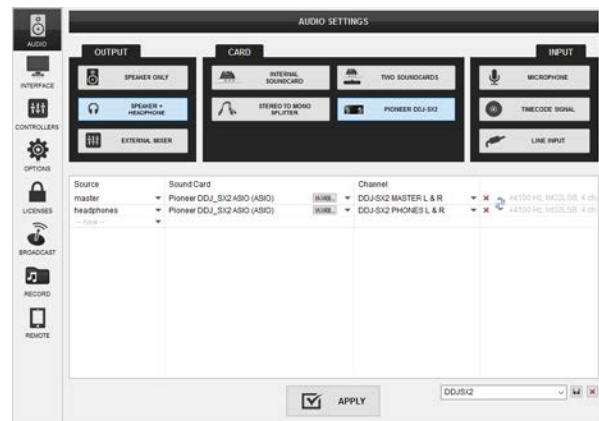 AUDIO SETTINGS
AUDIO
INTERFACE
CONTROLLERS
OPTIONS
LICENSES
BROADCAST
RECORD
REMOTE
OUTPUT
SPEAKER ONLY
SPEAKER +
HEADPHONE
EXTERNAL MIXER
CARD
INTERNAL
SOUNDCARD
TWO SOUNDCARDS
STEREO TO MONO
SPLITTER
PIONEER DDJ-SX2
INPUT
MICROPHONE
TIMECODE SIGNAL
LINE INPUT
Source Sound Card Channel
master Pioneer DDJ_SX2 ASIO (ASIO) DDJ-SX2 MASTER L & R
headphones Pioneer DDJ_SX2 ASIO (ASIO) DDJ-SX2 PHONES L & R
APPLY
DDJSX2